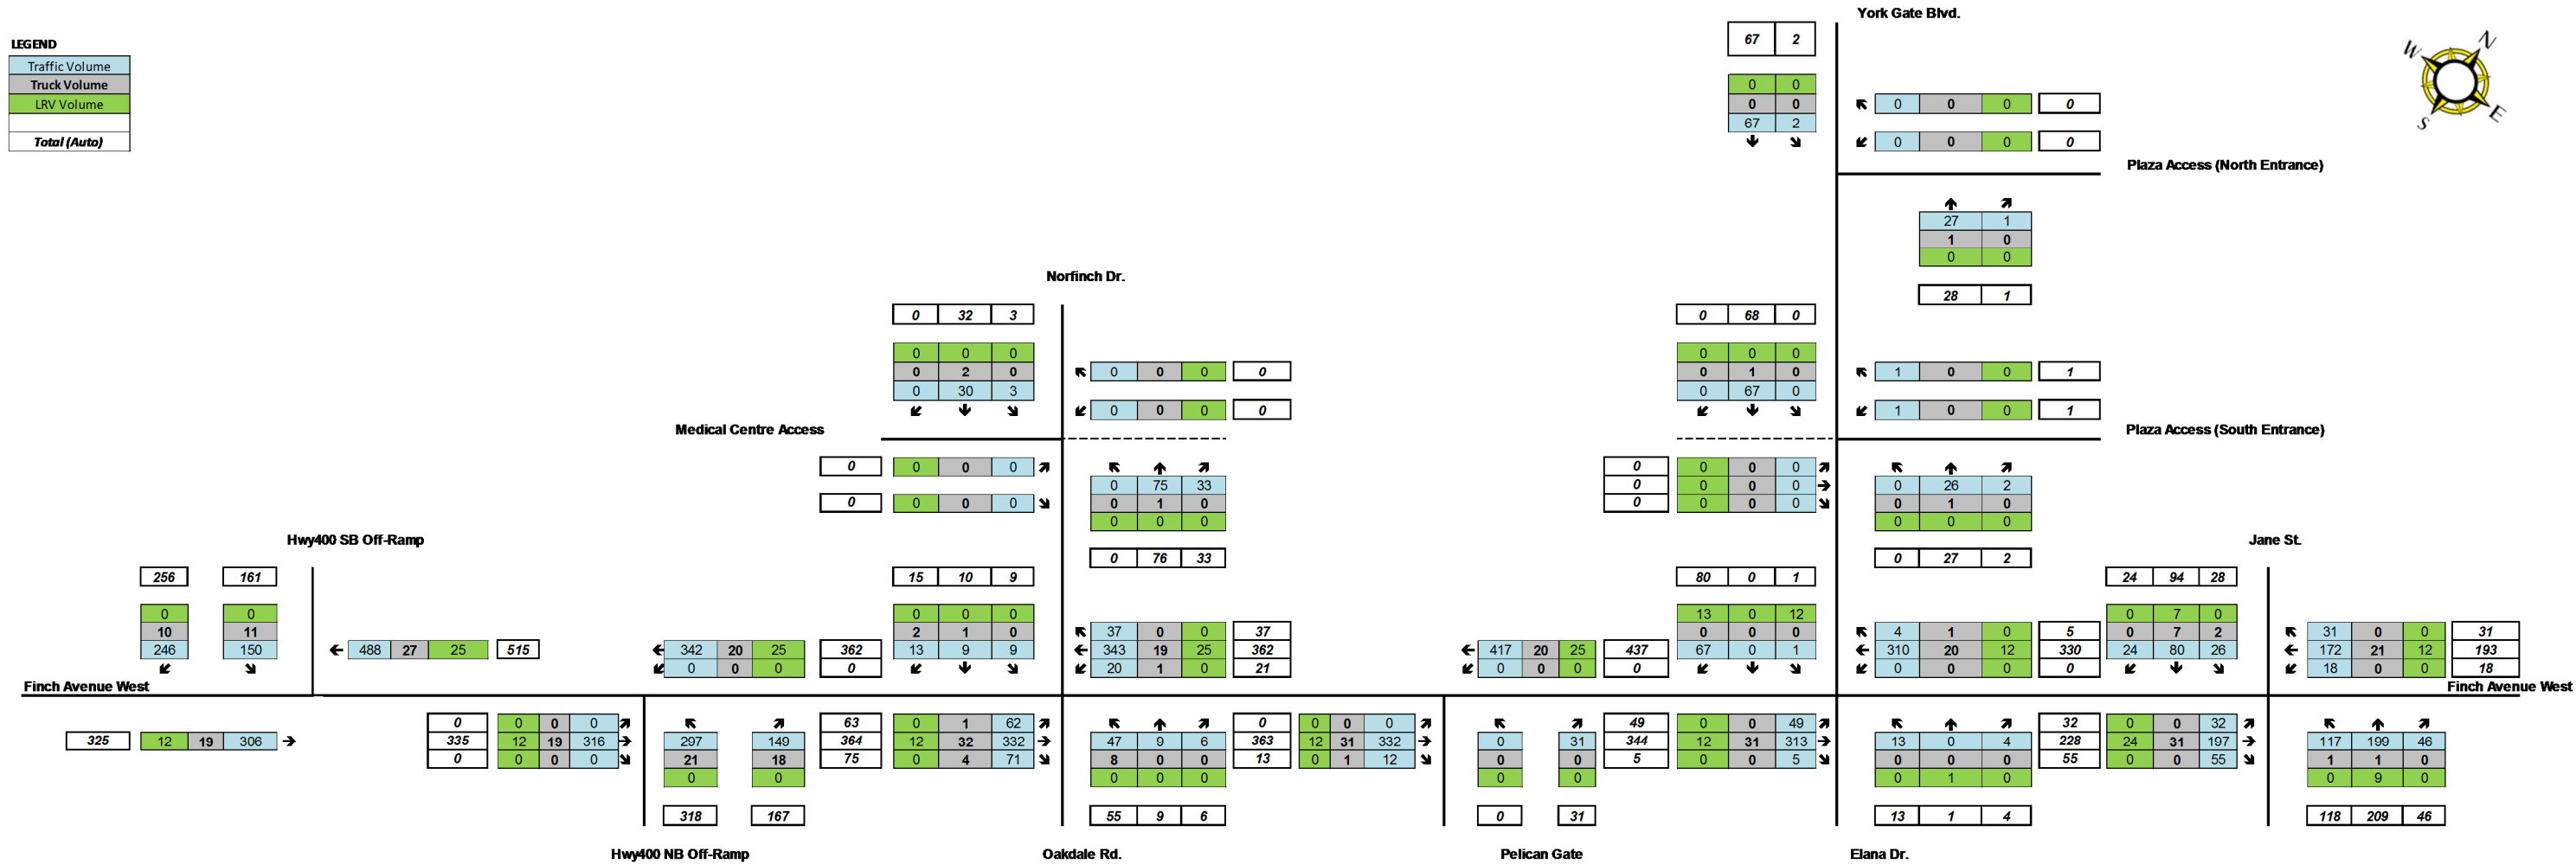 York Gate Blvd.
LEGEND
Traffic Volume
Truck Volume
LRV Volume
Total (Auto)
67 2
0 0
0 0
67 2
0 0 0 0
0 0 0 0
N
W
E
S
Plaza Access (North Entrance)
27 1
1 0
0 0
28 1
Norfinch Dr.
0 32 3
0 0 0
0 2 0
0 30 3
0 0 0 0
0 0 0 0
0 68 0
0 0 0
0 1 0
0 67 0
1 0 0 1
1 0 0 1
Medical Centre Access
Plaza Access (South Entrance)
0 0 0 0
0 0 0 0
0 75 33
0 1 0
0 0 0
0 76 33
0 0 0 0
0 0 0 0
0 0 0 0
0 26 2
0 1 0
0 0 0
0 27 2
Hwy400 SB Off-Ramp
Jane St.
256 161
0 0
10 11
246 150
488 27 25 515
342 20 25 362
0 0 0 0
15 10 9
0 0 0
2 1 0
13 9 9
37 0 0 37
343 19 25 362
20 1 0 21
417 20 25 437
0 0 0 0
80 0 1
13 0 12
0 0 0
67 0 1
4 1 0 5
310 20 12 330
0 0 0 0
24 94 28
0 7 0
0 7 2
24 80 26
31 0 0 31
172 21 12 193
18 0 0 18
Finch Avenue West
Finch Avenue West
325 12 19 306
0 0 0 0
335 12 19 316
0 0 0 0
297 149
21 18
0 0
318 167
63 0 1 62
364 12 32 332
75 0 4 71
47 9 6
8 0 0
0 0 0
55 9 6
0 0 0 0
363 12 31 332
13 0 1 12
0 31
0 0
0 0
0 31
49 0 0 49
344 12 31 313
5 0 0 5
13 0 4
0 0 0
0 1 0
13 1 4
32 0 0 32
228 24 31 197
55 0 0 55
117 199 46
1 1 0
0 9 0
118 209 46
Hwy400 NB Off-Ramp
Oakdale Rd.
Pelican Gate
Elana Dr.